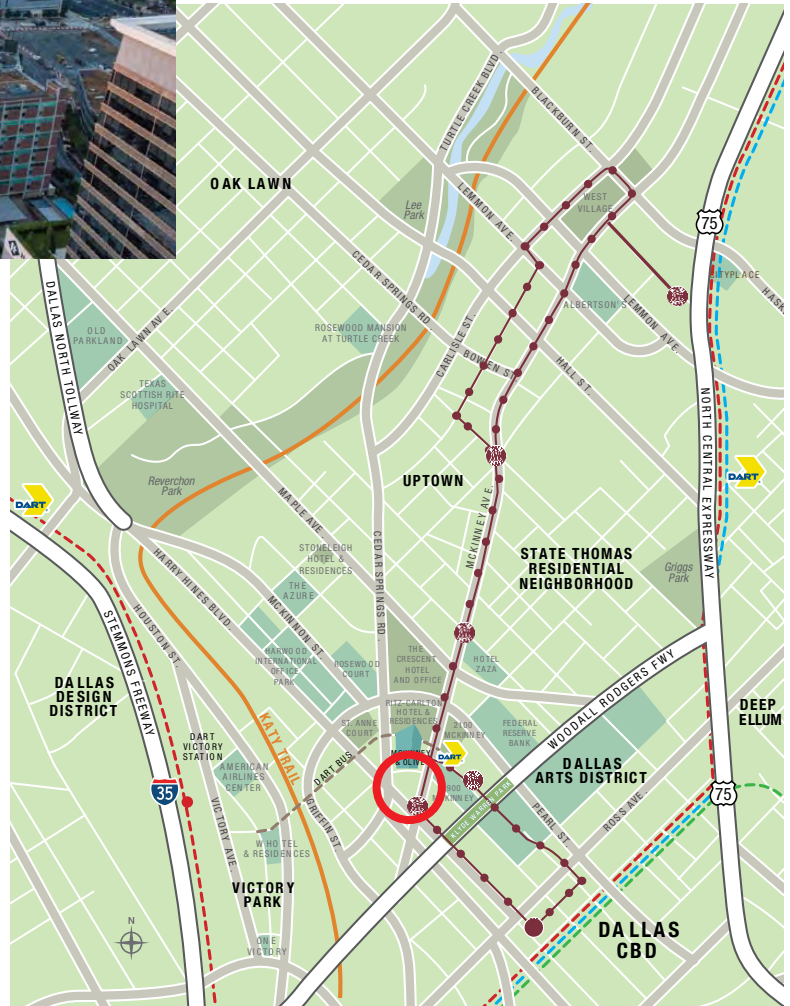 TURTLE CREEK BLVD.
BLACKBURN ST.
OAK LAWN
Lee
Park
LEMMON AVE.
WEST
VILLAGE
75
CITYPLACE
CEDAR SPRINGS RD.
ALBERTSON'S
LEMMON AVE.
DALLAS NORTH TOLLWAY
OLD
PARKLAND
OAK LAWN AVE.
ROSEWOOD MANSION
AT TURTLE CREEK
CARLISLE ST.
BOWEN ST.
HALL ST.
TEXAS
SCOTTISH RITE
HOSPITAL
NORTH CENTRAL EXPRESSWAY
Reverchon
Park
UPTOWN
DART
DART
MAPLE AVE.
MCKINNEY AVE.
CEDAR SPRINGS RD.
STONELEIGH
HOTEL &
RESIDENCES
STATE THOMAS
RESIDENTIAL
NEIGHBORHOOD
Griggs
Park
HARRY HINES BLVD.
THE
AZURE
MCKINNON ST.
HOUSTON ST.
STEMMONS FREEWAY
HARWOOD
INTERNATIONAL
OFFICE
PARK
ROSEWOOD
COURT
THE
CRESCENT
HOTEL
AND OFFICE
HOTEL
ZAZA
WOODALL RODGERS FWY
DALLAS
DESIGN
DISTRICT
DEEP
ELLUM
KATY TRAIL
ST. ANNE
COURT
RITZ-CARLTON
HOTEL &
RESIDENCES
2100
MCKINNEY
FEDERAL
RESERVE
BANK
DART
VICTORY
STATION
DART BUS
MCKINNEY
& OLIVE
DART
DALLAS
ARTS DISTRICT
AMERICAN
AIRLINES
CENTER
35
75
1900
MCKINNEY
KLYDE WARREN PARK
PEARL ST.
ROSS AVE.
GRIFFIN ST
VICTORY AVE.
W HOTEL
& RESIDENCES
VICTORY
PARK
N
ONE
VICTORY
DALLAS
CBD